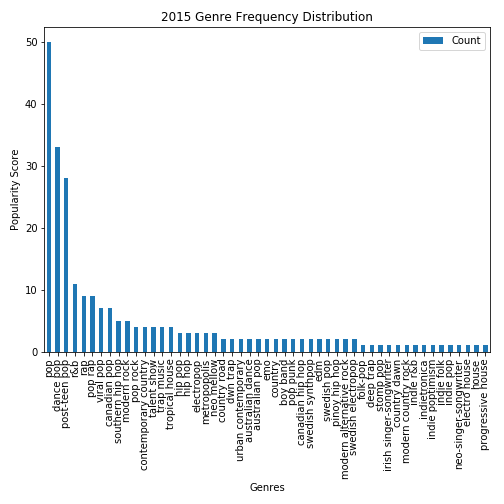 2015 Genre Frequency Distribution
Count
Popularity Score
50
40
30
20
10
0
pop
dance pop
post-teen pop
r&b
rap
pop rap
viral pop
canadian pop
southern hip hop
modern rock
pop rock
contemporary country
talent show
trap music
tropical house
hip pop
hip hop
electropop
metropopolis
neo mellow
country road
dwn trap
urban contemporary
australian dance
australian pop
emo
country
boy band
pop punk
canadian hip hop
swedish synthpop
edm
swedish pop
pinoy hip hop
modern alternative rock
swedish electropop
folk-pop
deep trap
stomp pop
irish singer-songwriter
country dawn
modern country rock
indie r&b
indietronica
indie poptimism
indie folk
indie pop
neo-singer-songwriter
electro house
house
progressive house
Genres